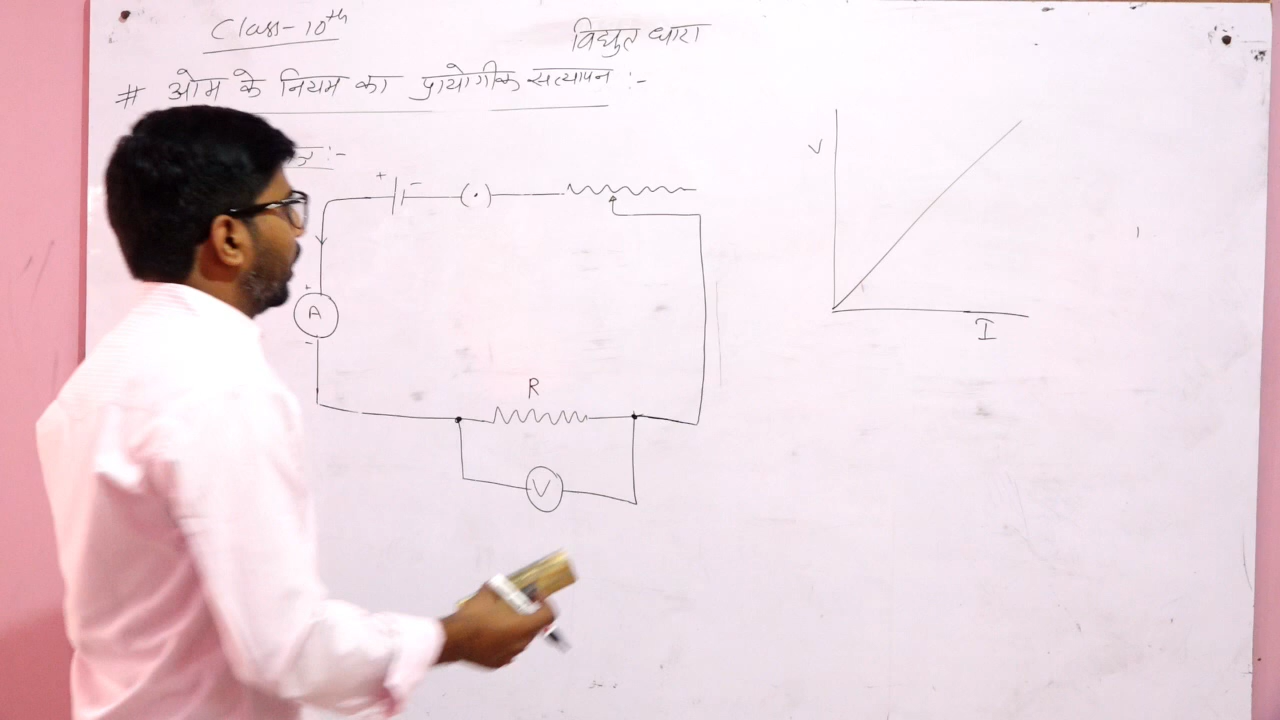 Class-10th
विद्युत धारा
# ओम के नियम का प्रायोगीक सत्यापन :-
+ -
(.)
+
A
-
R
V
V
I